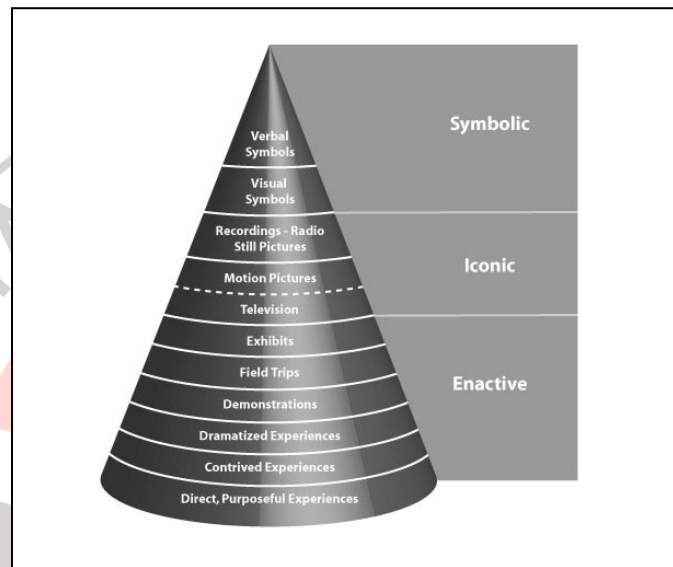 Verbal
Symbols
Visual
Symbols
Recordings - Radio
Still Pictures
Motion Pictures
Television
Exhibits
Field Trips
Demonstrations
Dramatized Experiences
Contrived Experiences
Direct, Purposeful Experiences
Symbolic
Iconic
Enactive